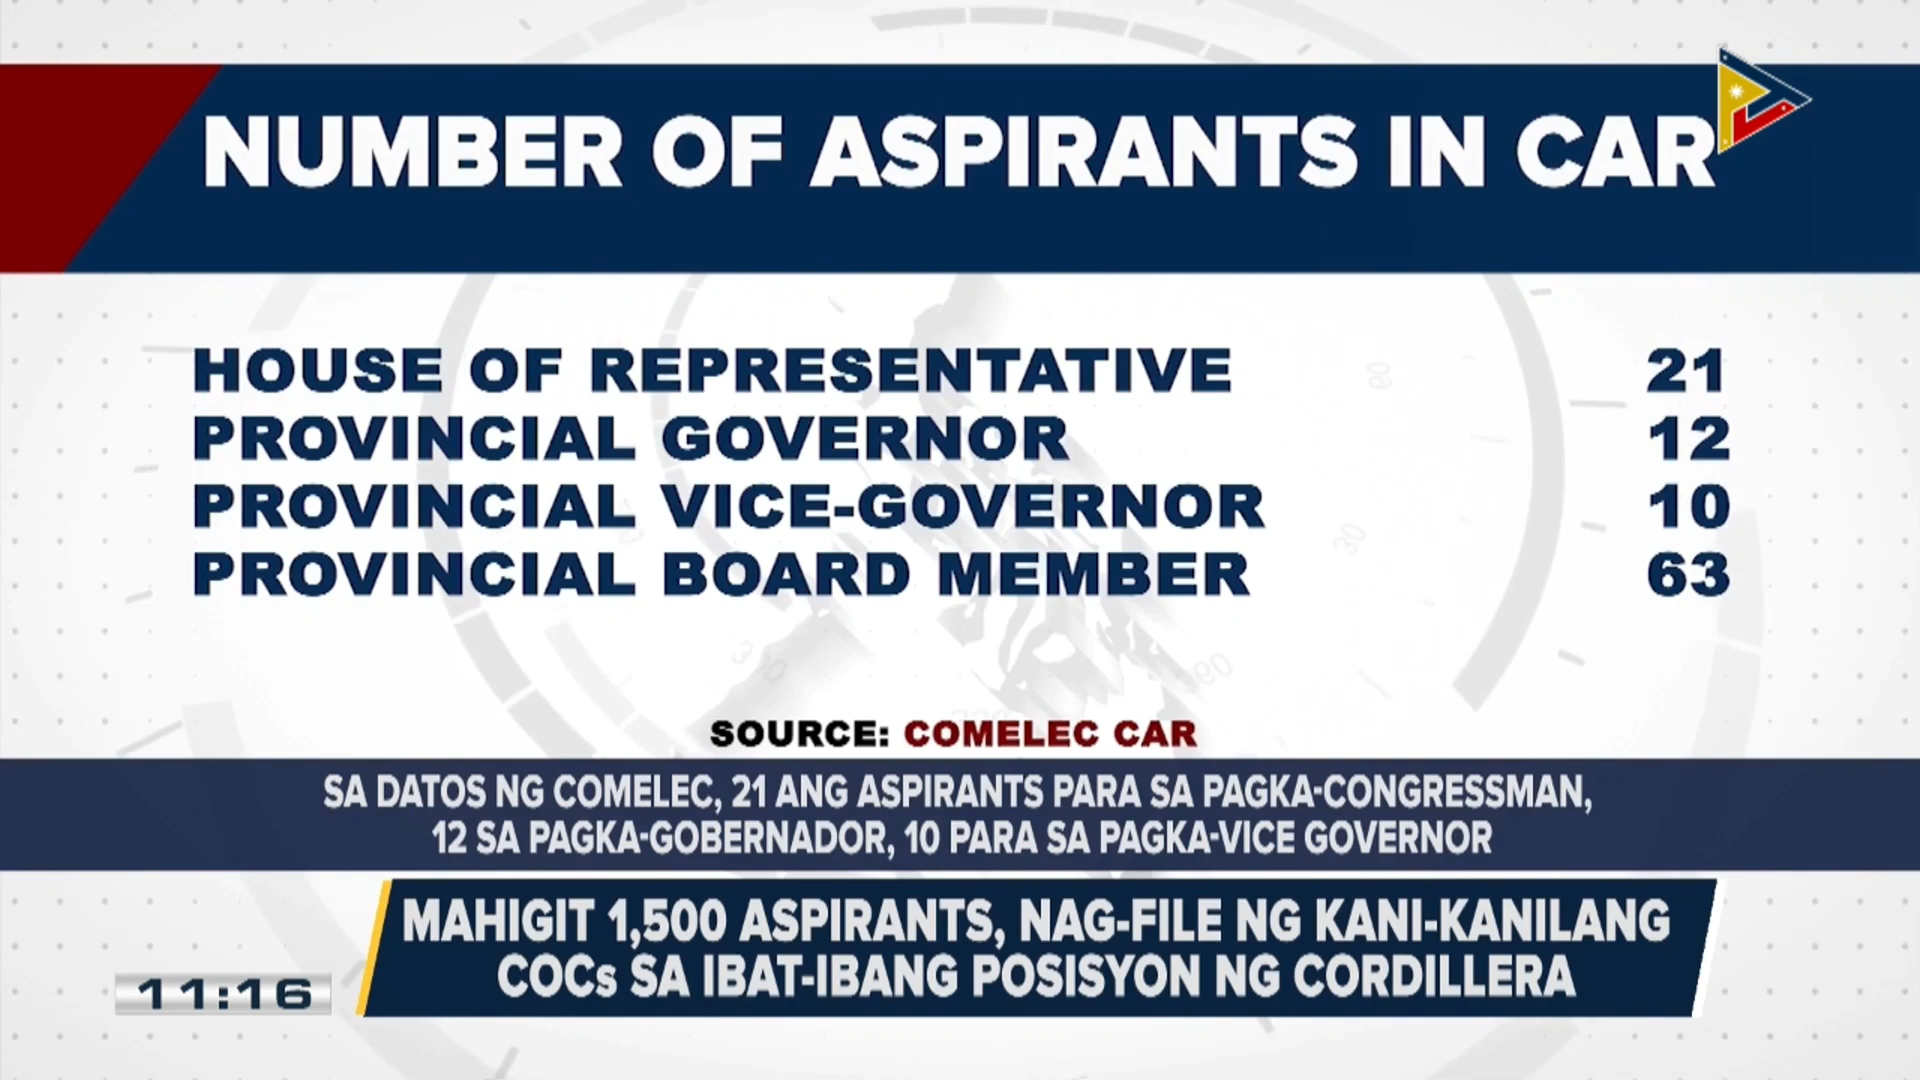 NUMBER OF ASPIRANTS IN CAR
HOUSE OF REPRESENTATIVE 21
PROVINCIAL GOVERNOR 12
PROVINCIAL VICE-GOVERNOR 10
PROVINCIAL BOARD MEMBER 63
SOURCE: COMELEC CAR
SA DATOS NG COMELEC, 21 ANG ASPIRANTS PARA SA PAGKA-CONGRESSMAN,
12 SA PAGKA-GOBERNADOR, 10 PARA SA PAGKA-VICE GOVERNOR
MAHIGIT 1,500 ASPIRANTS, NAG-FILE NG KANI-KANILANG
COCs SA IBAT-IBANG POSISYON NG CORDILLERA
11:16